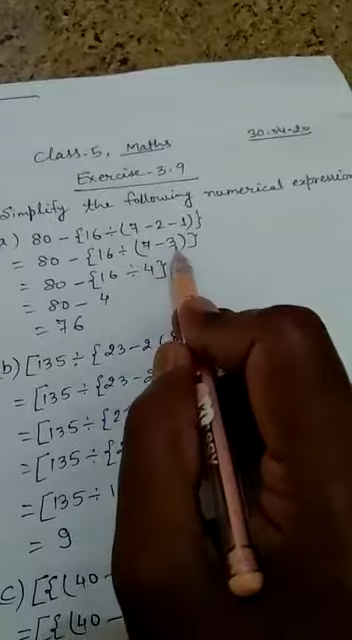 30.04.20
Class-5, Maths
Exercise-3.9
Simplify the following numerical expression
a) 80 - {16 ÷ (7 - 2 - 1)}
= 80 - {16 ÷ (7 - 3)}
= 80 - {16 ÷ 4}
= 80 - 4
= 76
b) [135 ÷ {23 - 2 (
= [135 ÷ {23 - 2
= [135 ÷ {2
= [135 ÷ {
= [135 ÷ 1
= 9
c) [{(40 -
= [{(40 -